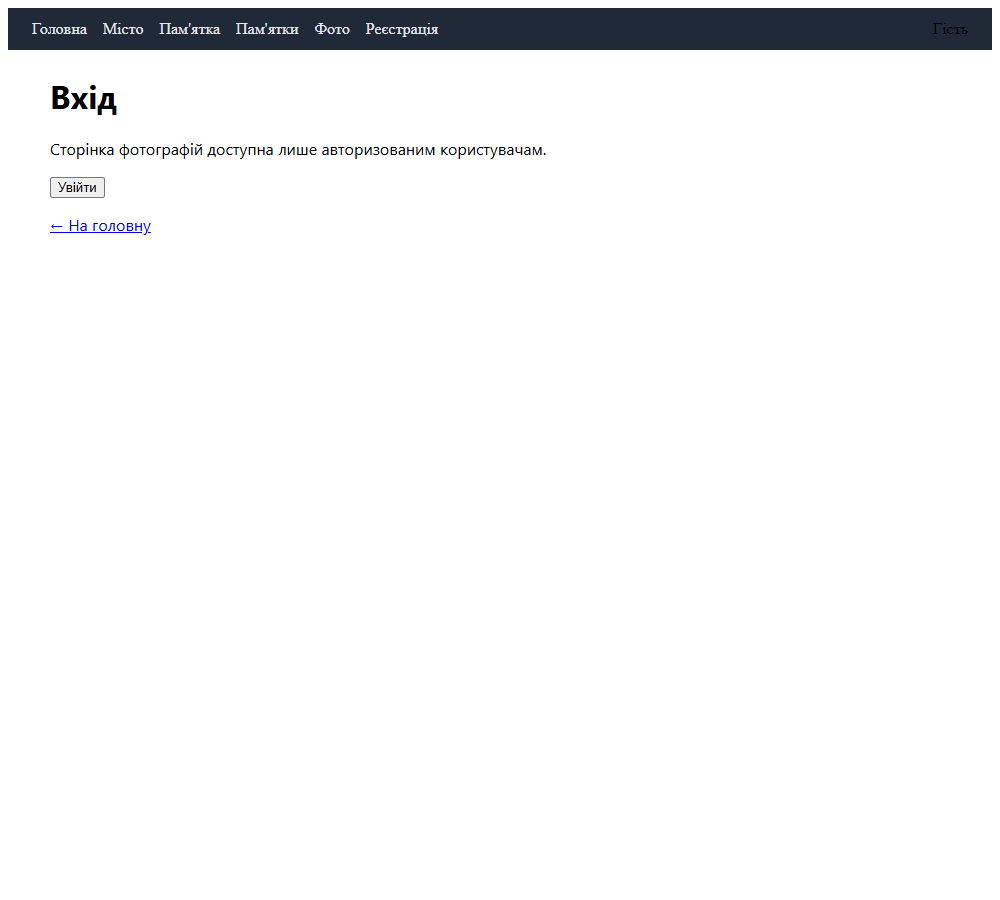 Головна Місто Пам'ятка Пам'ятки Фото Реєстрація Гість
Вхід
Сторінка фотографій доступна лише авторизованим користувачам.
Увійти
← На головну